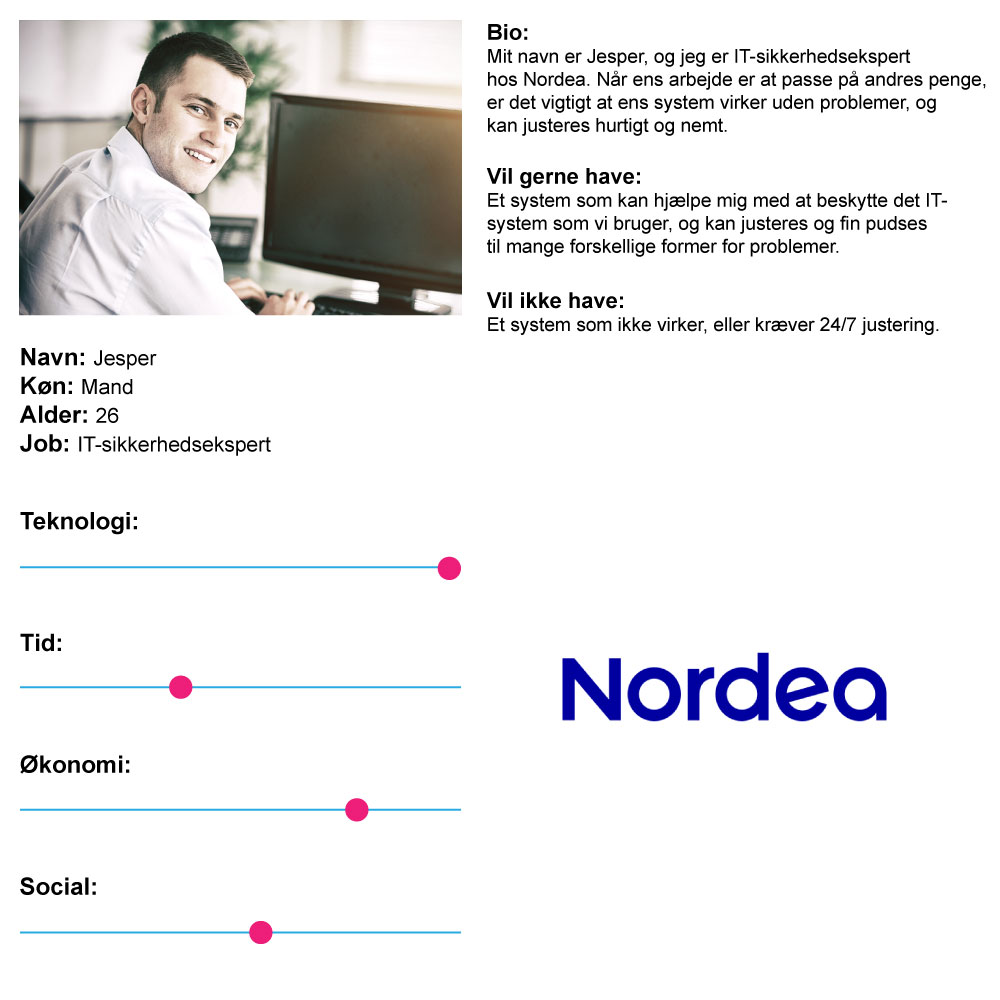 Bio:
Mit navn er Jesper, og jeg er IT-sikkerhedsekspert
hos Nordea. Når ens arbejde er at passe på andres penge,
er det vigtigt at ens system virker uden problemer, og
kan justeres hurtigt og nemt.
Vil gerne have:
Et system som kan hjælpe mig med at beskytte det IT-
system som vi bruger, og kan justeres og fin pudses
til mange forskellige former for problemer.
Vil ikke have:
Et system som ikke virker, eller kræver 24/7 justering.
Navn: Jesper
Køn: Mand
Alder: 26
Job: IT-sikkerhedsekspert
Teknologi:
Tid:
Økonomi:
Social:
Nordea